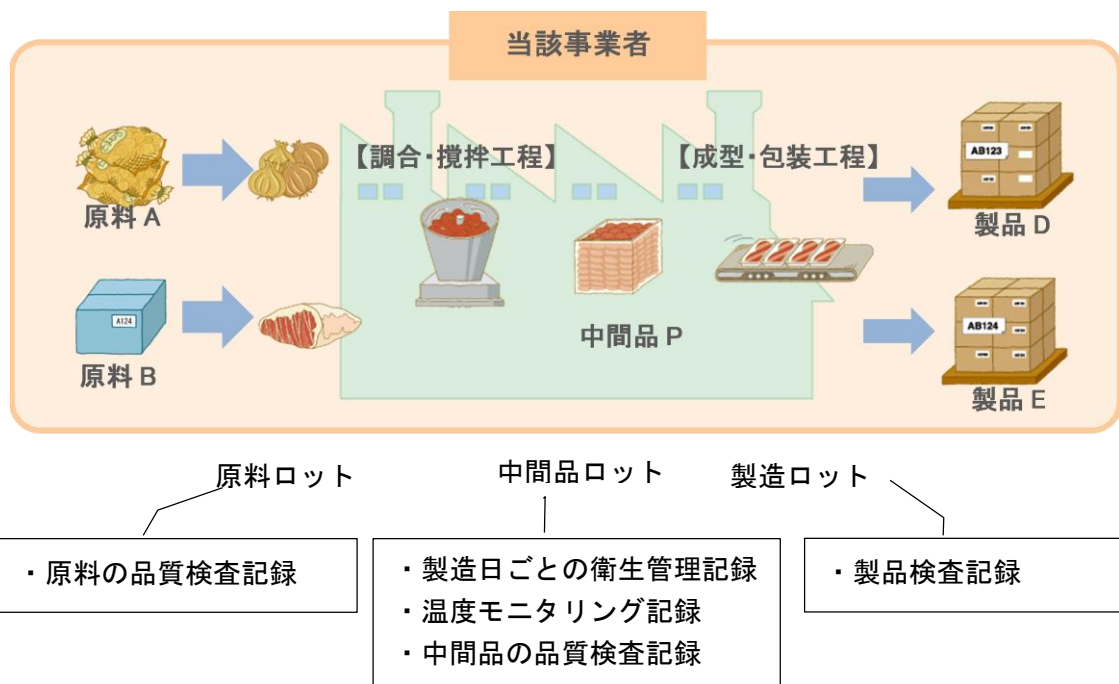 当該事業者
【調合・撹拌工程】
【成型・包装工程】
原料 A
AB123
製品 D
A124
原料 B
中間品 P
AB124
製品 E
原料ロット
中間品ロット
製造ロット
・原料の品質検査記録
・製造日ごとの衛生管理記録
・温度モニタリング記録
・中間品の品質検査記録
・製品検査記録